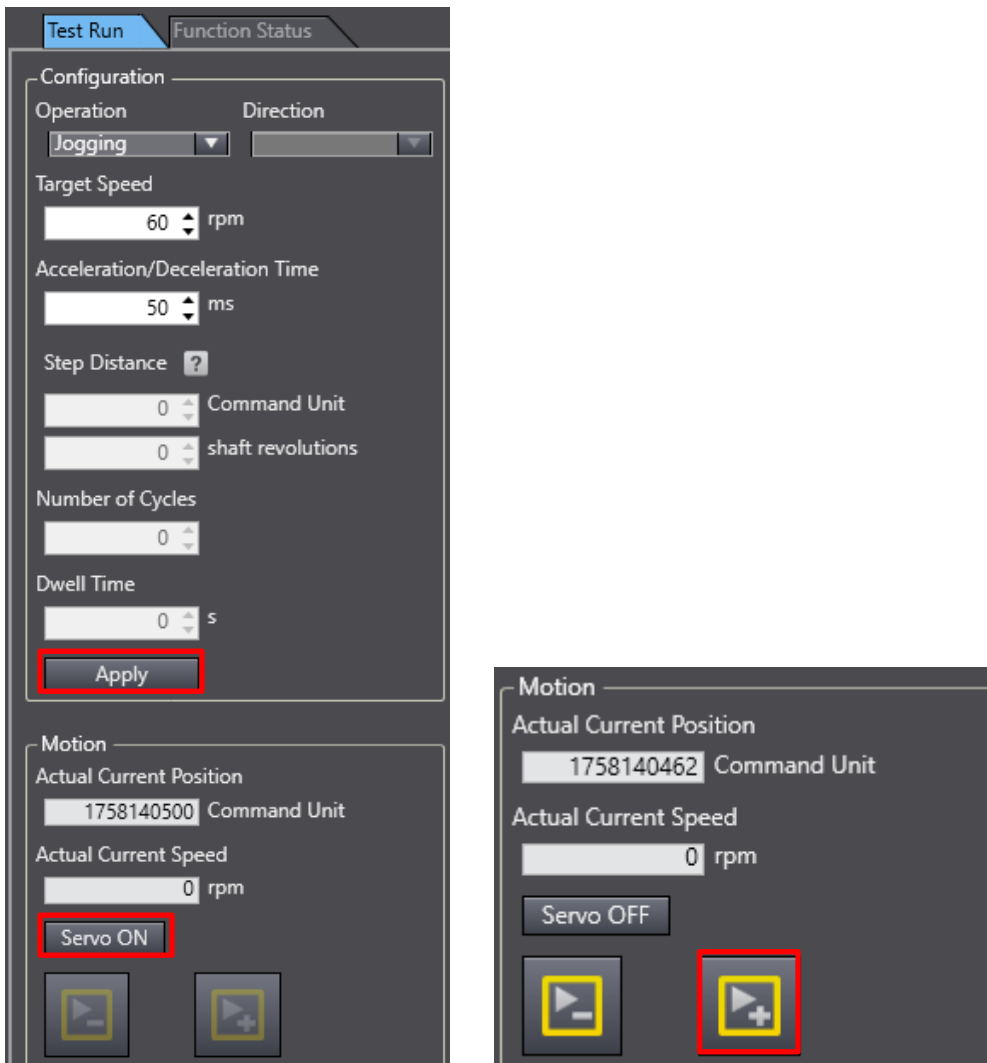 Test Run Function Status
Configuration
Operation Direction
Jogging
Target Speed
60 rpm
Acceleration/Deceleration Time
50 ms
Step Distance ?
0 Command Unit
0 shaft revolutions
Number of Cycles
0
Dwell Time
0 s
Apply
Motion
Actual Current Position
1758140500 Command Unit
Actual Current Speed
0 rpm
Servo ON
Motion
Actual Current Position
1758140462 Command Unit
Actual Current Speed
0 rpm
Servo OFF